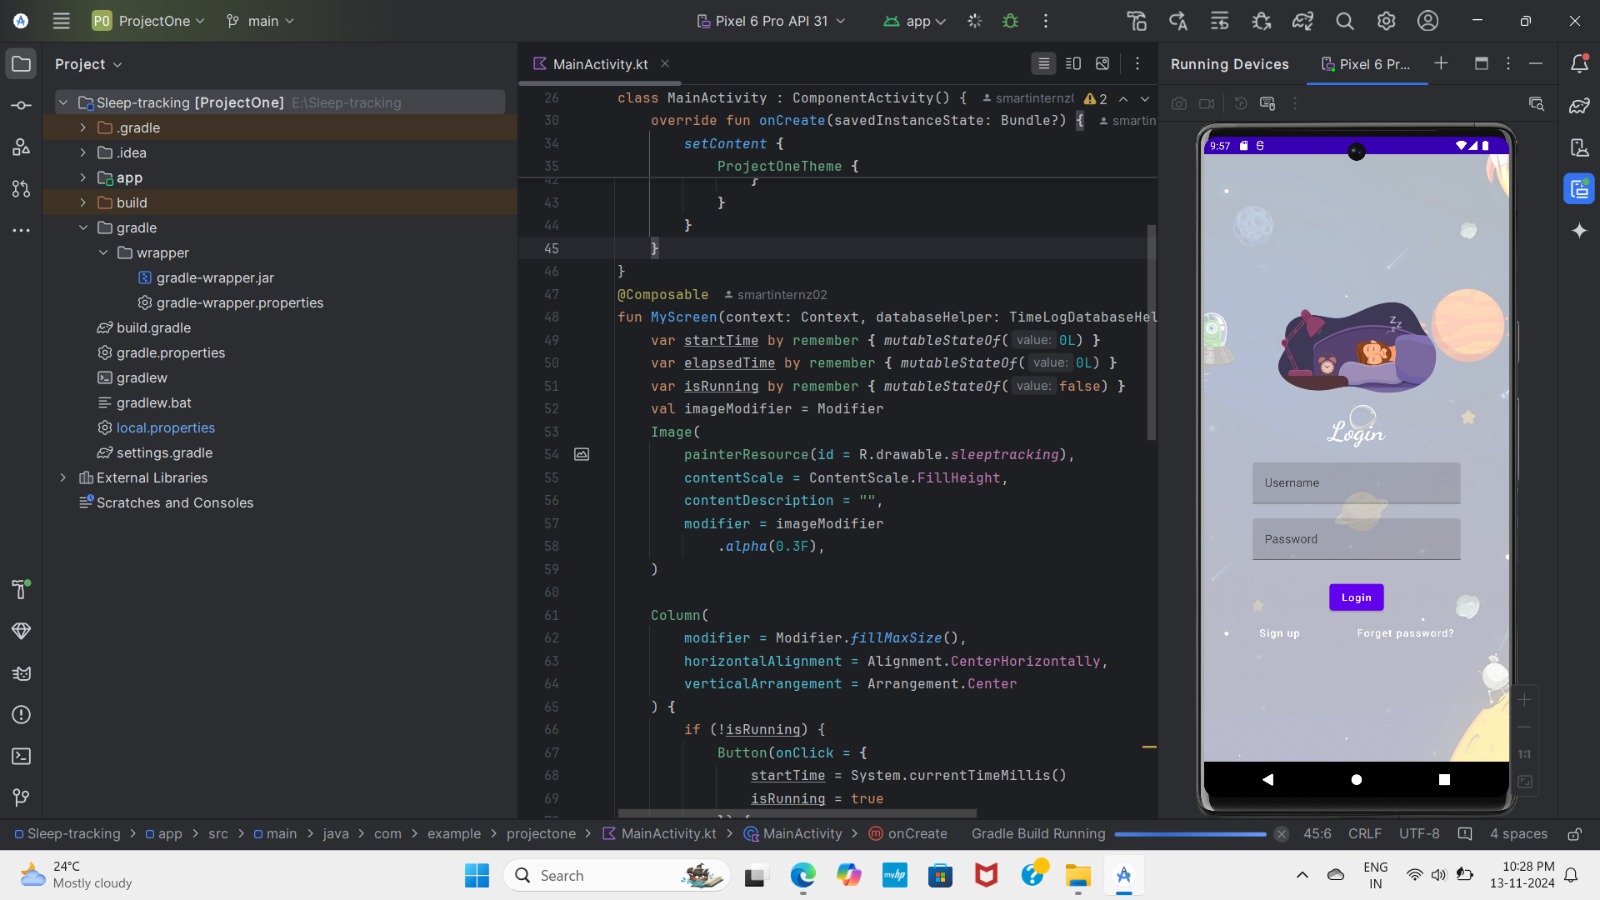 PO ProjectOne main Pixel 6 Pro API 31 app
Project
Sleep-tracking [ProjectOne] E:\Sleep-tracking
.gradle
.idea
app
build
gradle
wrapper
gradle-wrapper.jar
gradle-wrapper.properties
build.gradle
gradle.properties
gradlew
gradlew.bat
local.properties
settings.gradle
External Libraries
Scratches and Consoles
MainActivity.kt
26 class MainActivity : ComponentActivity() { smartinternz( 2
30 override fun onCreate(savedInstanceState: Bundle?) { smartin
34 setContent {
35 ProjectOneTheme {
42 }
43 }
44 }
45 }
46 }
47 @Composable smartinternz02
48 fun MyScreen(context: Context, databaseHelper: TimeLogDatabaseHel
49 var startTime by remember { mutableStateOf( value: 0L) }
50 var elapsedTime by remember { mutableStateOf( value: 0L) }
51 var isRunning by remember { mutableStateOf( value: false) }
52 val imageModifier = Modifier
53 Image(
54 painterResource(id = R.drawable.sleeptracking),
55 contentScale = ContentScale.FillHeight,
56 contentDescription = "",
57 modifier = imageModifier
58 .alpha(0.3F),
59 )
60
61 Column(
62 modifier = Modifier.fillMaxSize(),
63 horizontalAlignment = Alignment.CenterHorizontally,
64 verticalArrangement = Arrangement.Center
65 ) {
66 if (!isRunning) {
67 Button(onClick = {
68 startTime = System.currentTimeMillis()
69 isRunning = true
}) {
Running Devices Pixel 6 Pr...
9:57
z z z
Login
Username
Password
Login
Sign up Forget password?
1:1
Sleep-tracking > app > src > main > java > com > example > projectone > MainActivity.kt > MainActivity > onCreate Gradle Build Running 45:6 CRLF UTF-8 4 spaces
24°C
Mostly cloudy
Search
myhp
ENG
IN
10:28 PM
13-11-2024